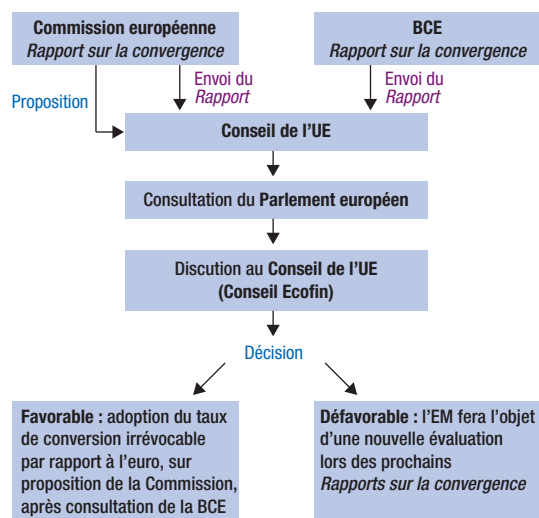 Commission européenne
Rapport sur la convergence
BCE
Rapport sur la convergence
Proposition
Envoi du
Rapport
Envoi du
Rapport
Conseil de l'UE
Consultation du Parlement européen
Discution au Conseil de l'UE
(Conseil Ecofin)
Décision
Favorable : adoption du taux
de conversion irrévocable
par rapport à l'euro, sur
proposition de la Commission,
après consultation de la BCE
Défavorable : l'EM fera l'objet
d'une nouvelle évaluation
lors des prochains
Rapports sur la convergence